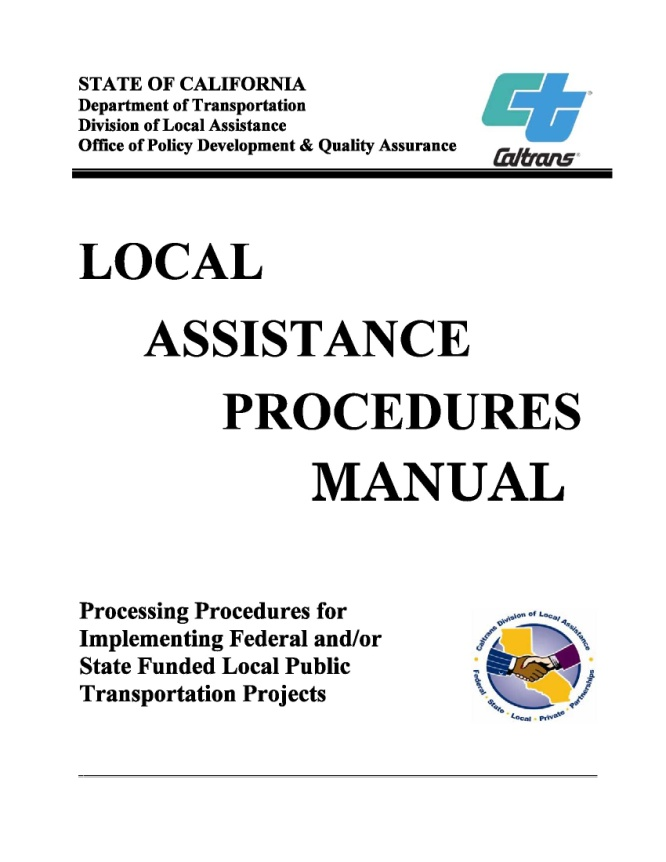 STATE OF CALIFORNIA
Department of Transportation
Division of Local Assistance
Office of Policy Development & Quality Assurance
Caltrans®
LOCAL
ASSISTANCE
PROCEDURES
MANUAL
Processing Procedures for
Implementing Federal and/or
State Funded Local Public
Transportation Projects
Caltrans Division of Local Assistance
Federal · State · Local · Private · Partnerships